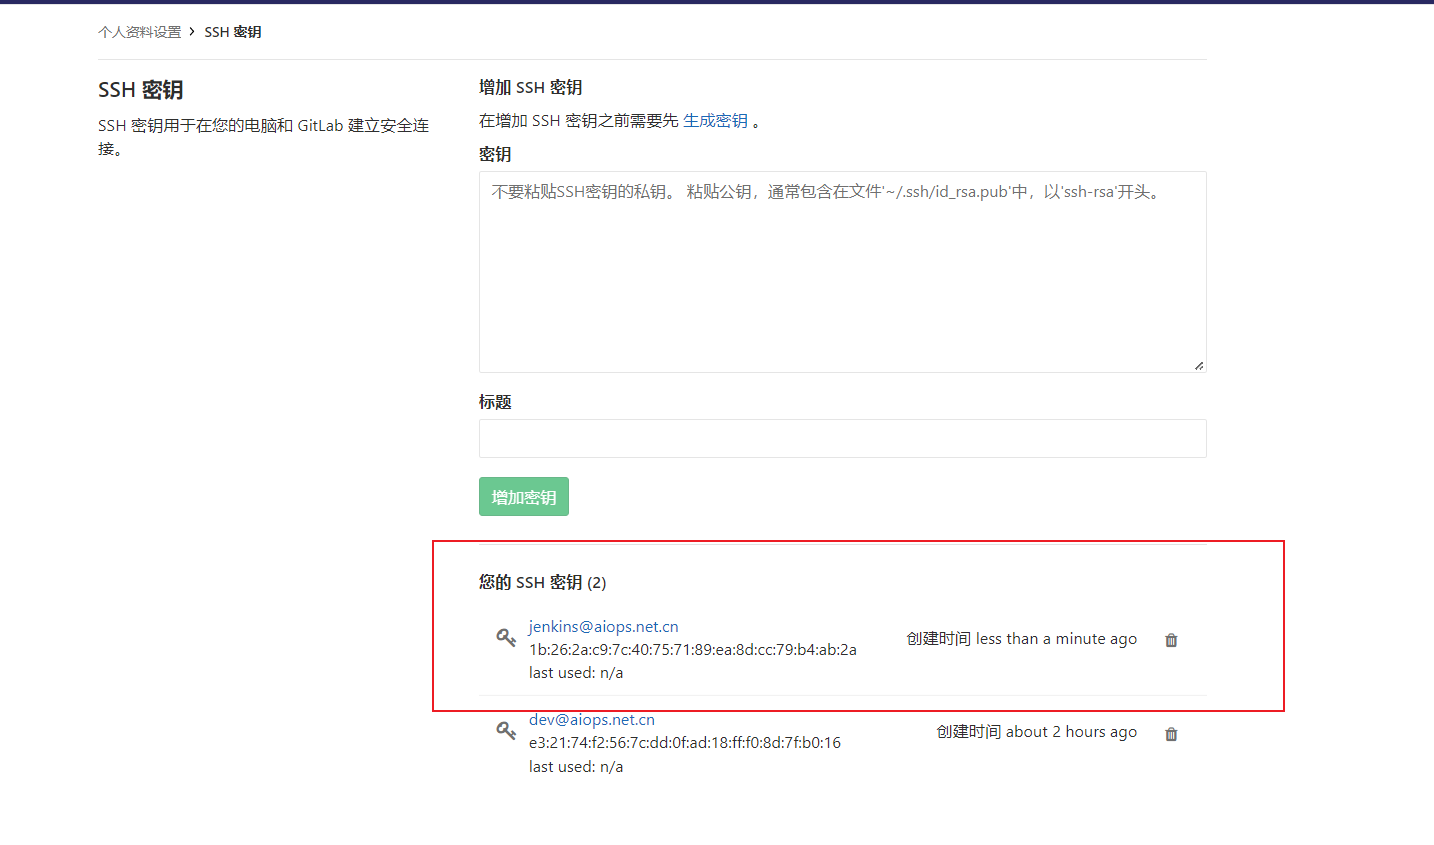 个人资料设置 › SSH 密钥
SSH 密钥
SSH 密钥用于在您的电脑和 GitLab 建立安全连
接。
增加 SSH 密钥
在增加 SSH 密钥之前需要先 生成密钥 。
密钥
不要粘贴SSH密钥的私钥。 粘贴公钥，通常包含在文件'~/.ssh/id_rsa.pub'中，以'ssh-rsa'开头。
标题
增加密钥
您的 SSH 密钥 (2)
jenkins@aiops.net.cn
1b:26:2a:c9:7c:40:75:71:89:ea:8d:cc:79:b4:ab:2a
last used: n/a
创建时间 less than a minute ago
dev@aiops.net.cn
e3:21:74:f2:56:7c:dd:0f:ad:18:ff:f0:8d:7f:b0:16
last used: n/a
创建时间 about 2 hours ago